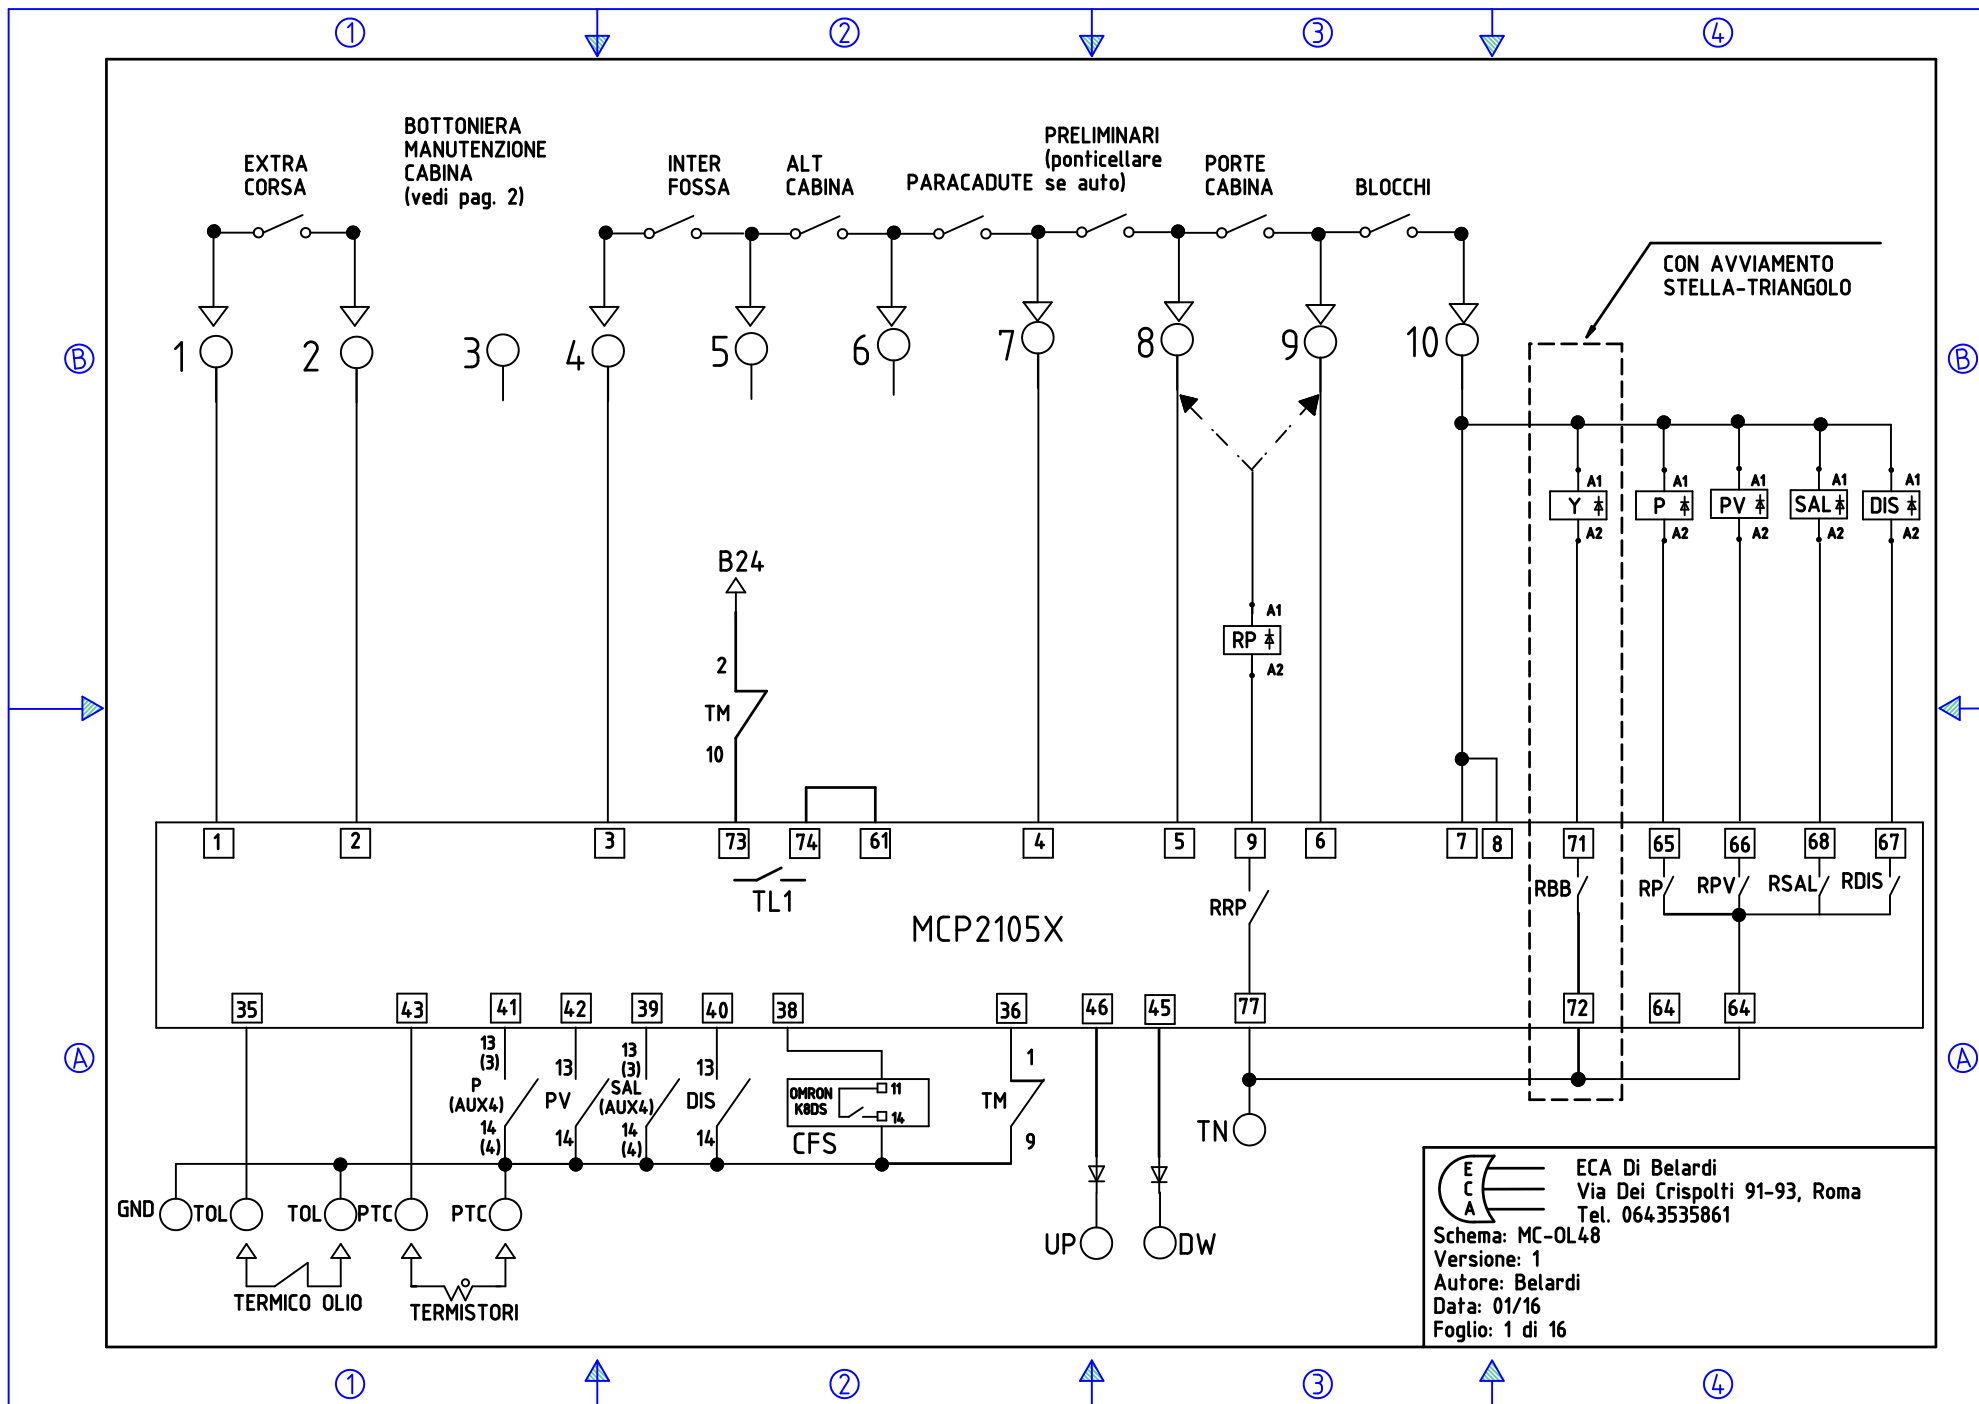 1 2 3 4
EXTRA
CORSA
BOTTONIERA
MANUTENZIONE
CABINA
(vedi pag. 2)
INTER
FOSSA
ALT
CABINA
PARACADUTE
PRELIMINARI
(ponticellare
se auto)
PORTE
CABINA
BLOCCHI
CON AVVIAMENTO
STELLA-TRIANGOLO
B B
1 2 3 4 5 6 7 8 9 10
A1 A1 A1 A1 A1
Y P PV SAL DIS
A2 A2 A2 A2 A2
B24
2
TM
10
A1
RP
A2
1 2 3 73 74 61 4 5 9 6 7 8 71 65 66 68 67
TL1
MCP2105X
RRP
RBB RP RPV RSAL RDIS
35 43 41 42 39 40 38 36 46 45 77 72 64 64
A A
13
(3)
P
(AUX4)
14
(4)
13
PV
14
13
(3)
SAL
(AUX4)
14
(4)
13
DIS
14
OMRON
K8DS
11
14
CFS
1
TM
9
TN
GND TOL TOL PTC PTC
UP DW
TERMICO OLIO
TERMISTORI
E
C
A
ECA Di Belardi
Via Dei Crispolti 91-93, Roma
Tel. 0643535861
Schema: MC-OL48
Versione: 1
Autore: Belardi
Data: 01/16
Foglio: 1 di 16
1 2 3 4